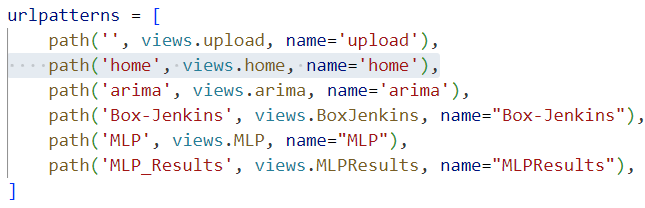 urlpatterns = [
    path('', views.upload, name='upload'),
    path('home', views.home, name='home'),
    path('arima', views.arima, name='arima'),
    path('Box-Jenkins', views.BoxJenkins, name="Box-Jenkins"),
    path('MLP', views.MLP, name="MLP"),
    path('MLP_Results', views.MLPResults, name="MLPResults"),
]